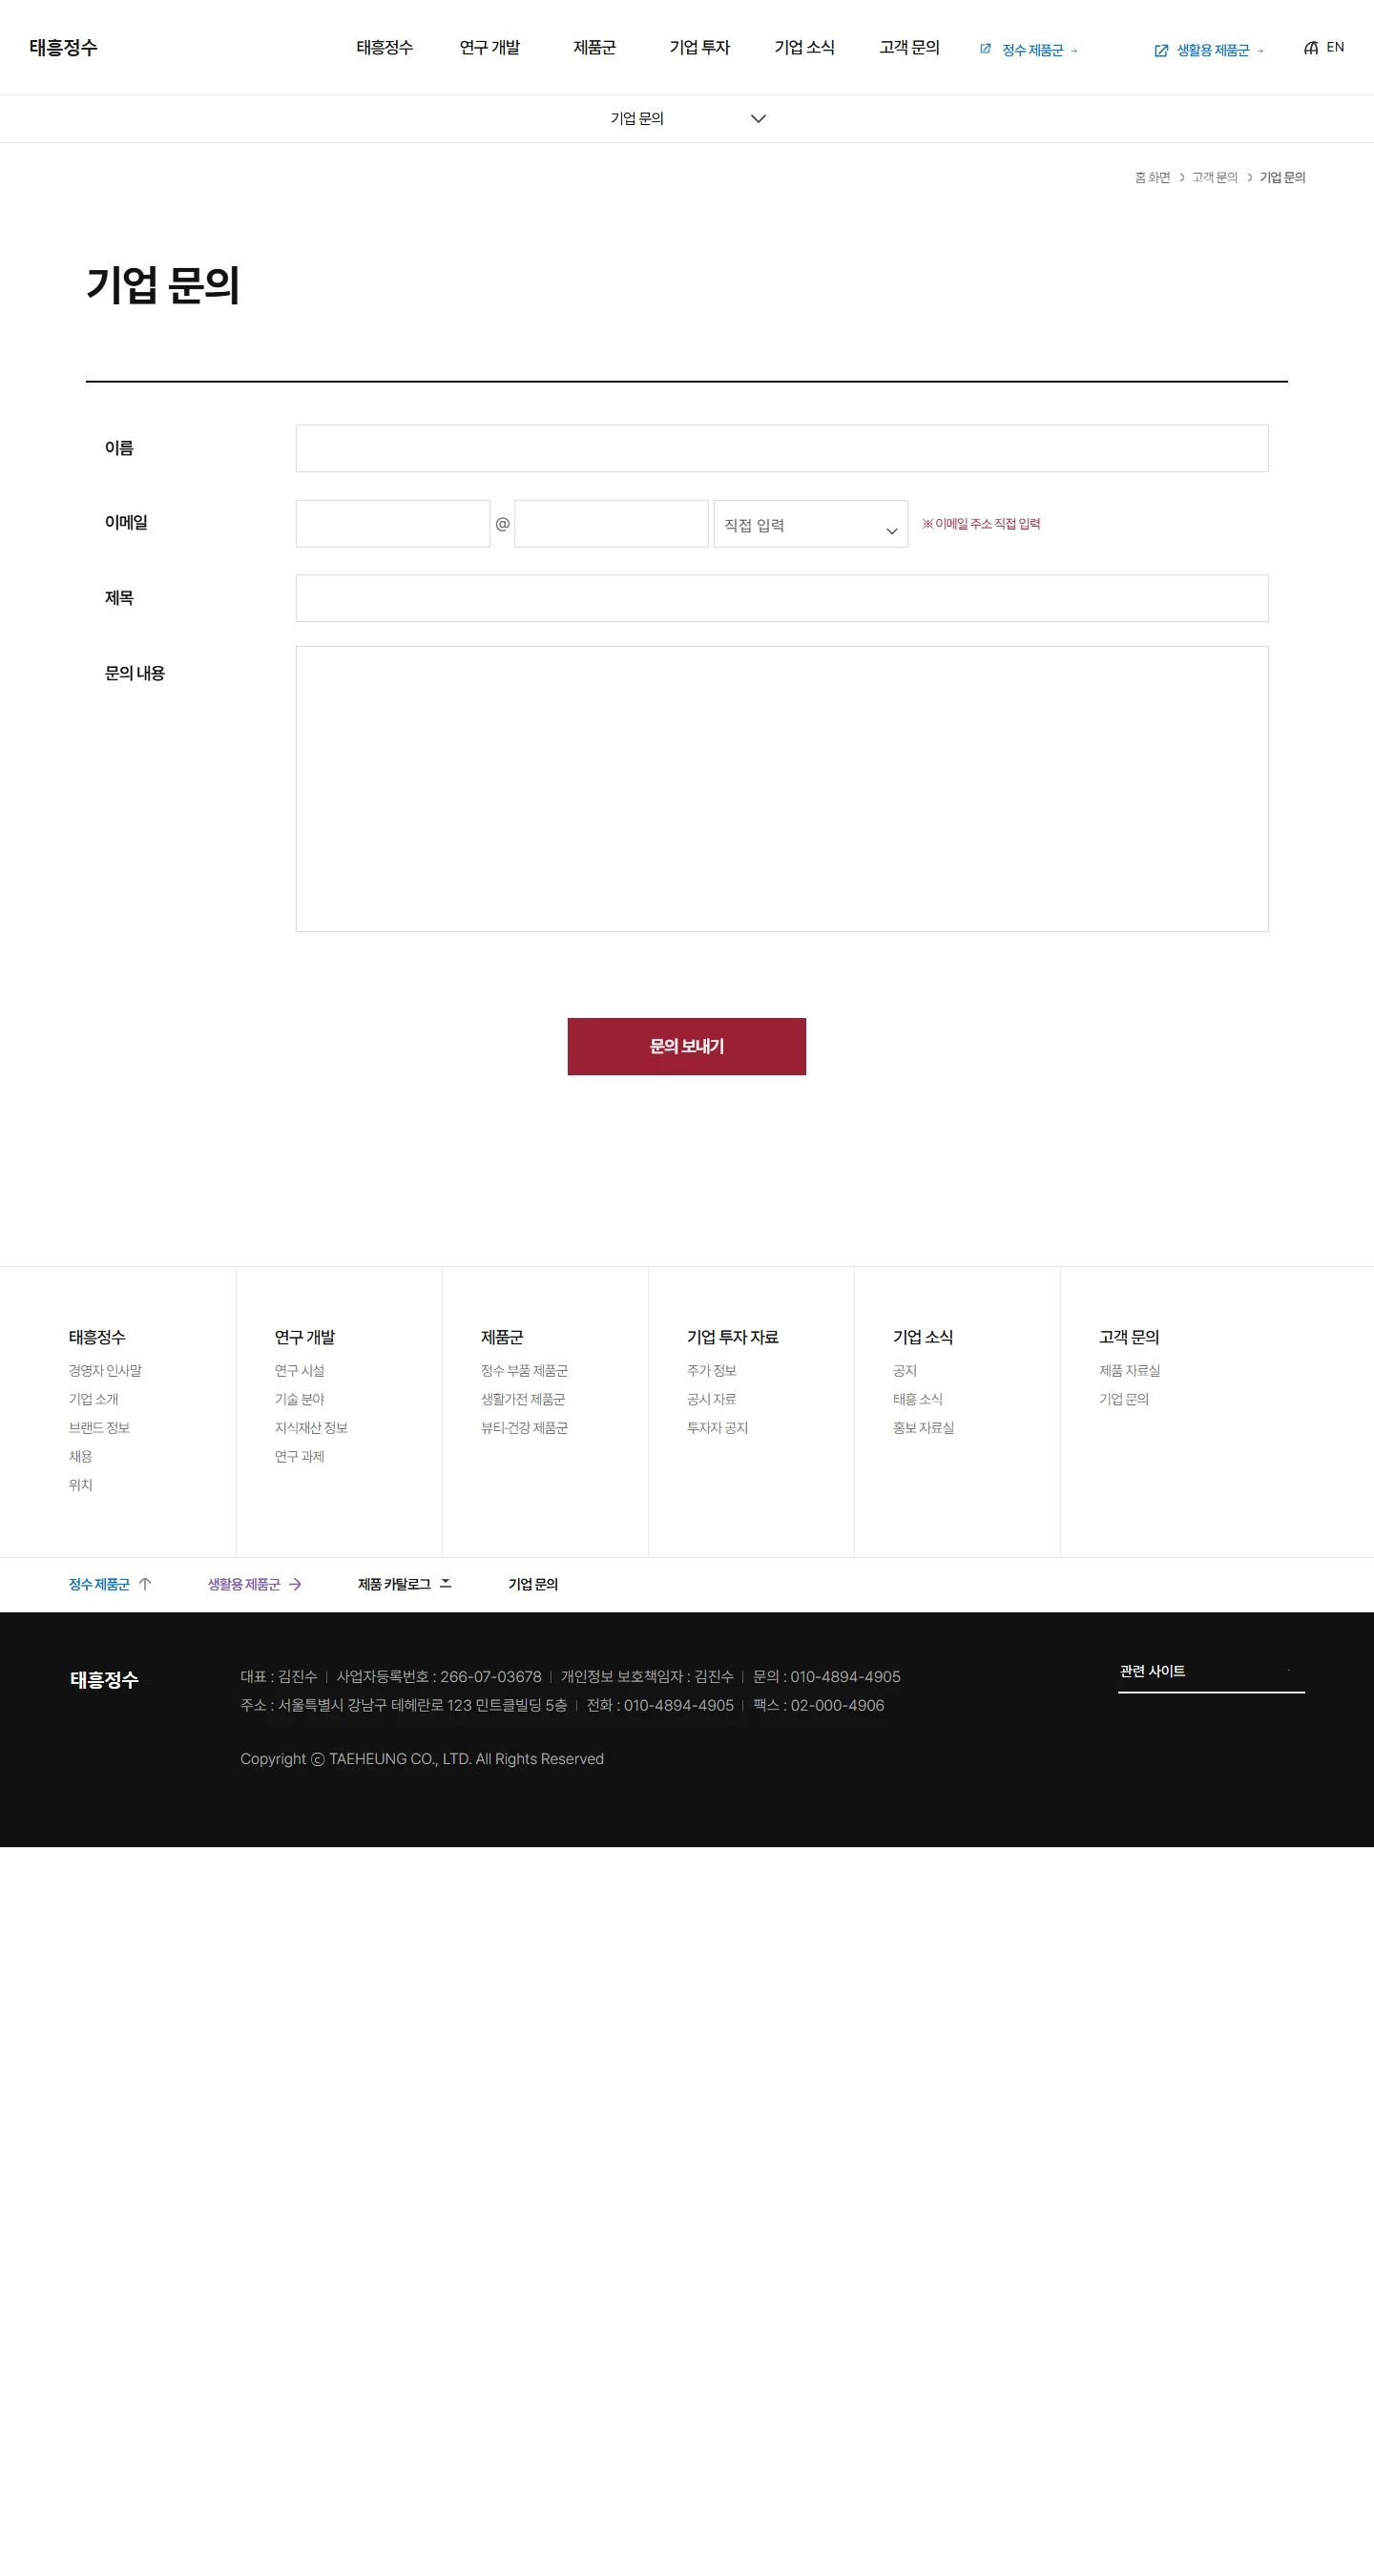 태흥정수
태흥정수 연구 개발 제품군 기업 투자 기업 소식 고객 문의 정수 제품군 생활용 제품군 EN
기업 문의
홈 화면 고객 문의 기업 문의
기업 문의
이름
이메일 @ 직접 입력 ※ 이메일 주소 직접 입력
제목
문의 내용
문의 보내기
태흥정수
경영자 인사말
기업 소개
브랜드 정보
채용
위치
연구 개발
연구 시설
기술 분야
지식재산 정보
연구 과제
제품군
정수 부품 제품군
생활가전 제품군
뷰티·건강 제품군
기업 투자 자료
주가 정보
공시 자료
투자자 공지
기업 소식
공지
태흥 소식
홍보 자료실
고객 문의
제품 자료실
기업 문의
정수 제품군 생활용 제품군 제품 카탈로그 기업 문의
태흥정수
대표 : 김진수 | 사업자등록번호 : 266-07-03678 | 개인정보 보호책임자 : 김진수 | 문의 : 010-4894-4905
주소 : 서울특별시 강남구 테헤란로 123 민트클빌딩 5층 | 전화 : 010-4894-4905 | 팩스 : 02-000-4906
Copyright ⓒ TAEHEUNG CO., LTD. All Rights Reserved
관련 사이트